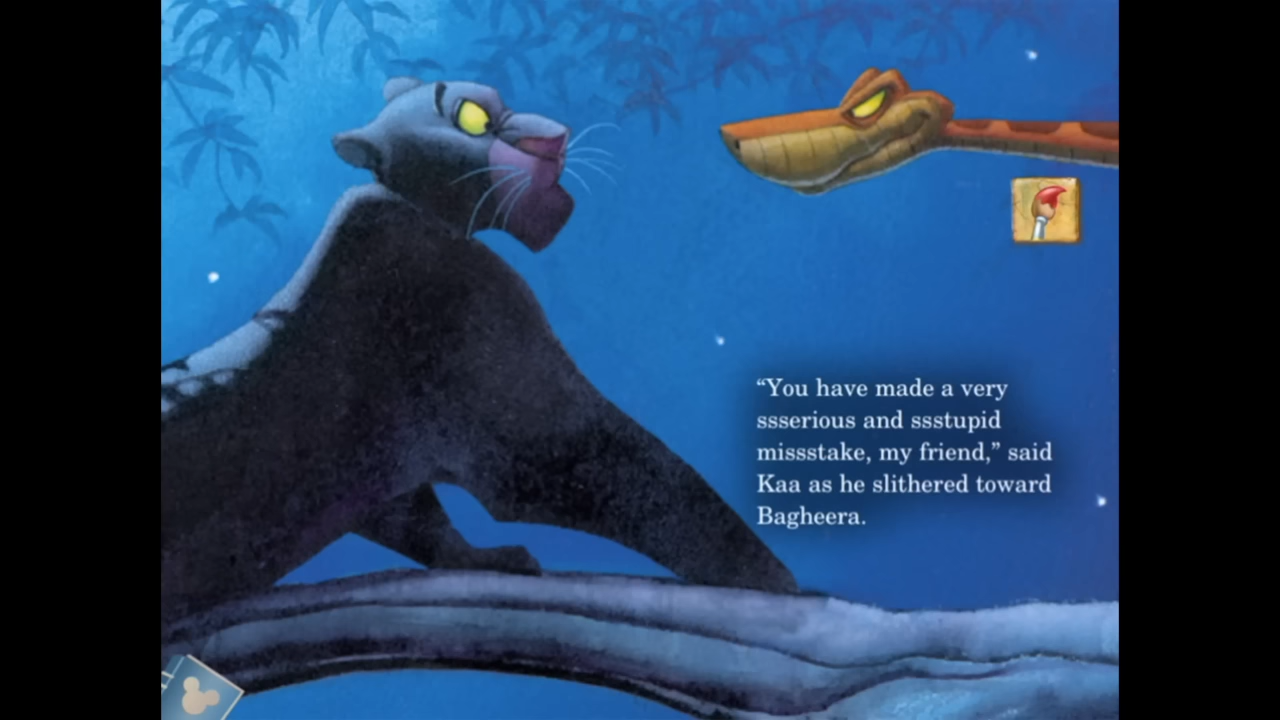 “You have made a very
ssserious and ssstupid
missstake, my friend,” said
Kaa as he slithered toward
Bagheera.